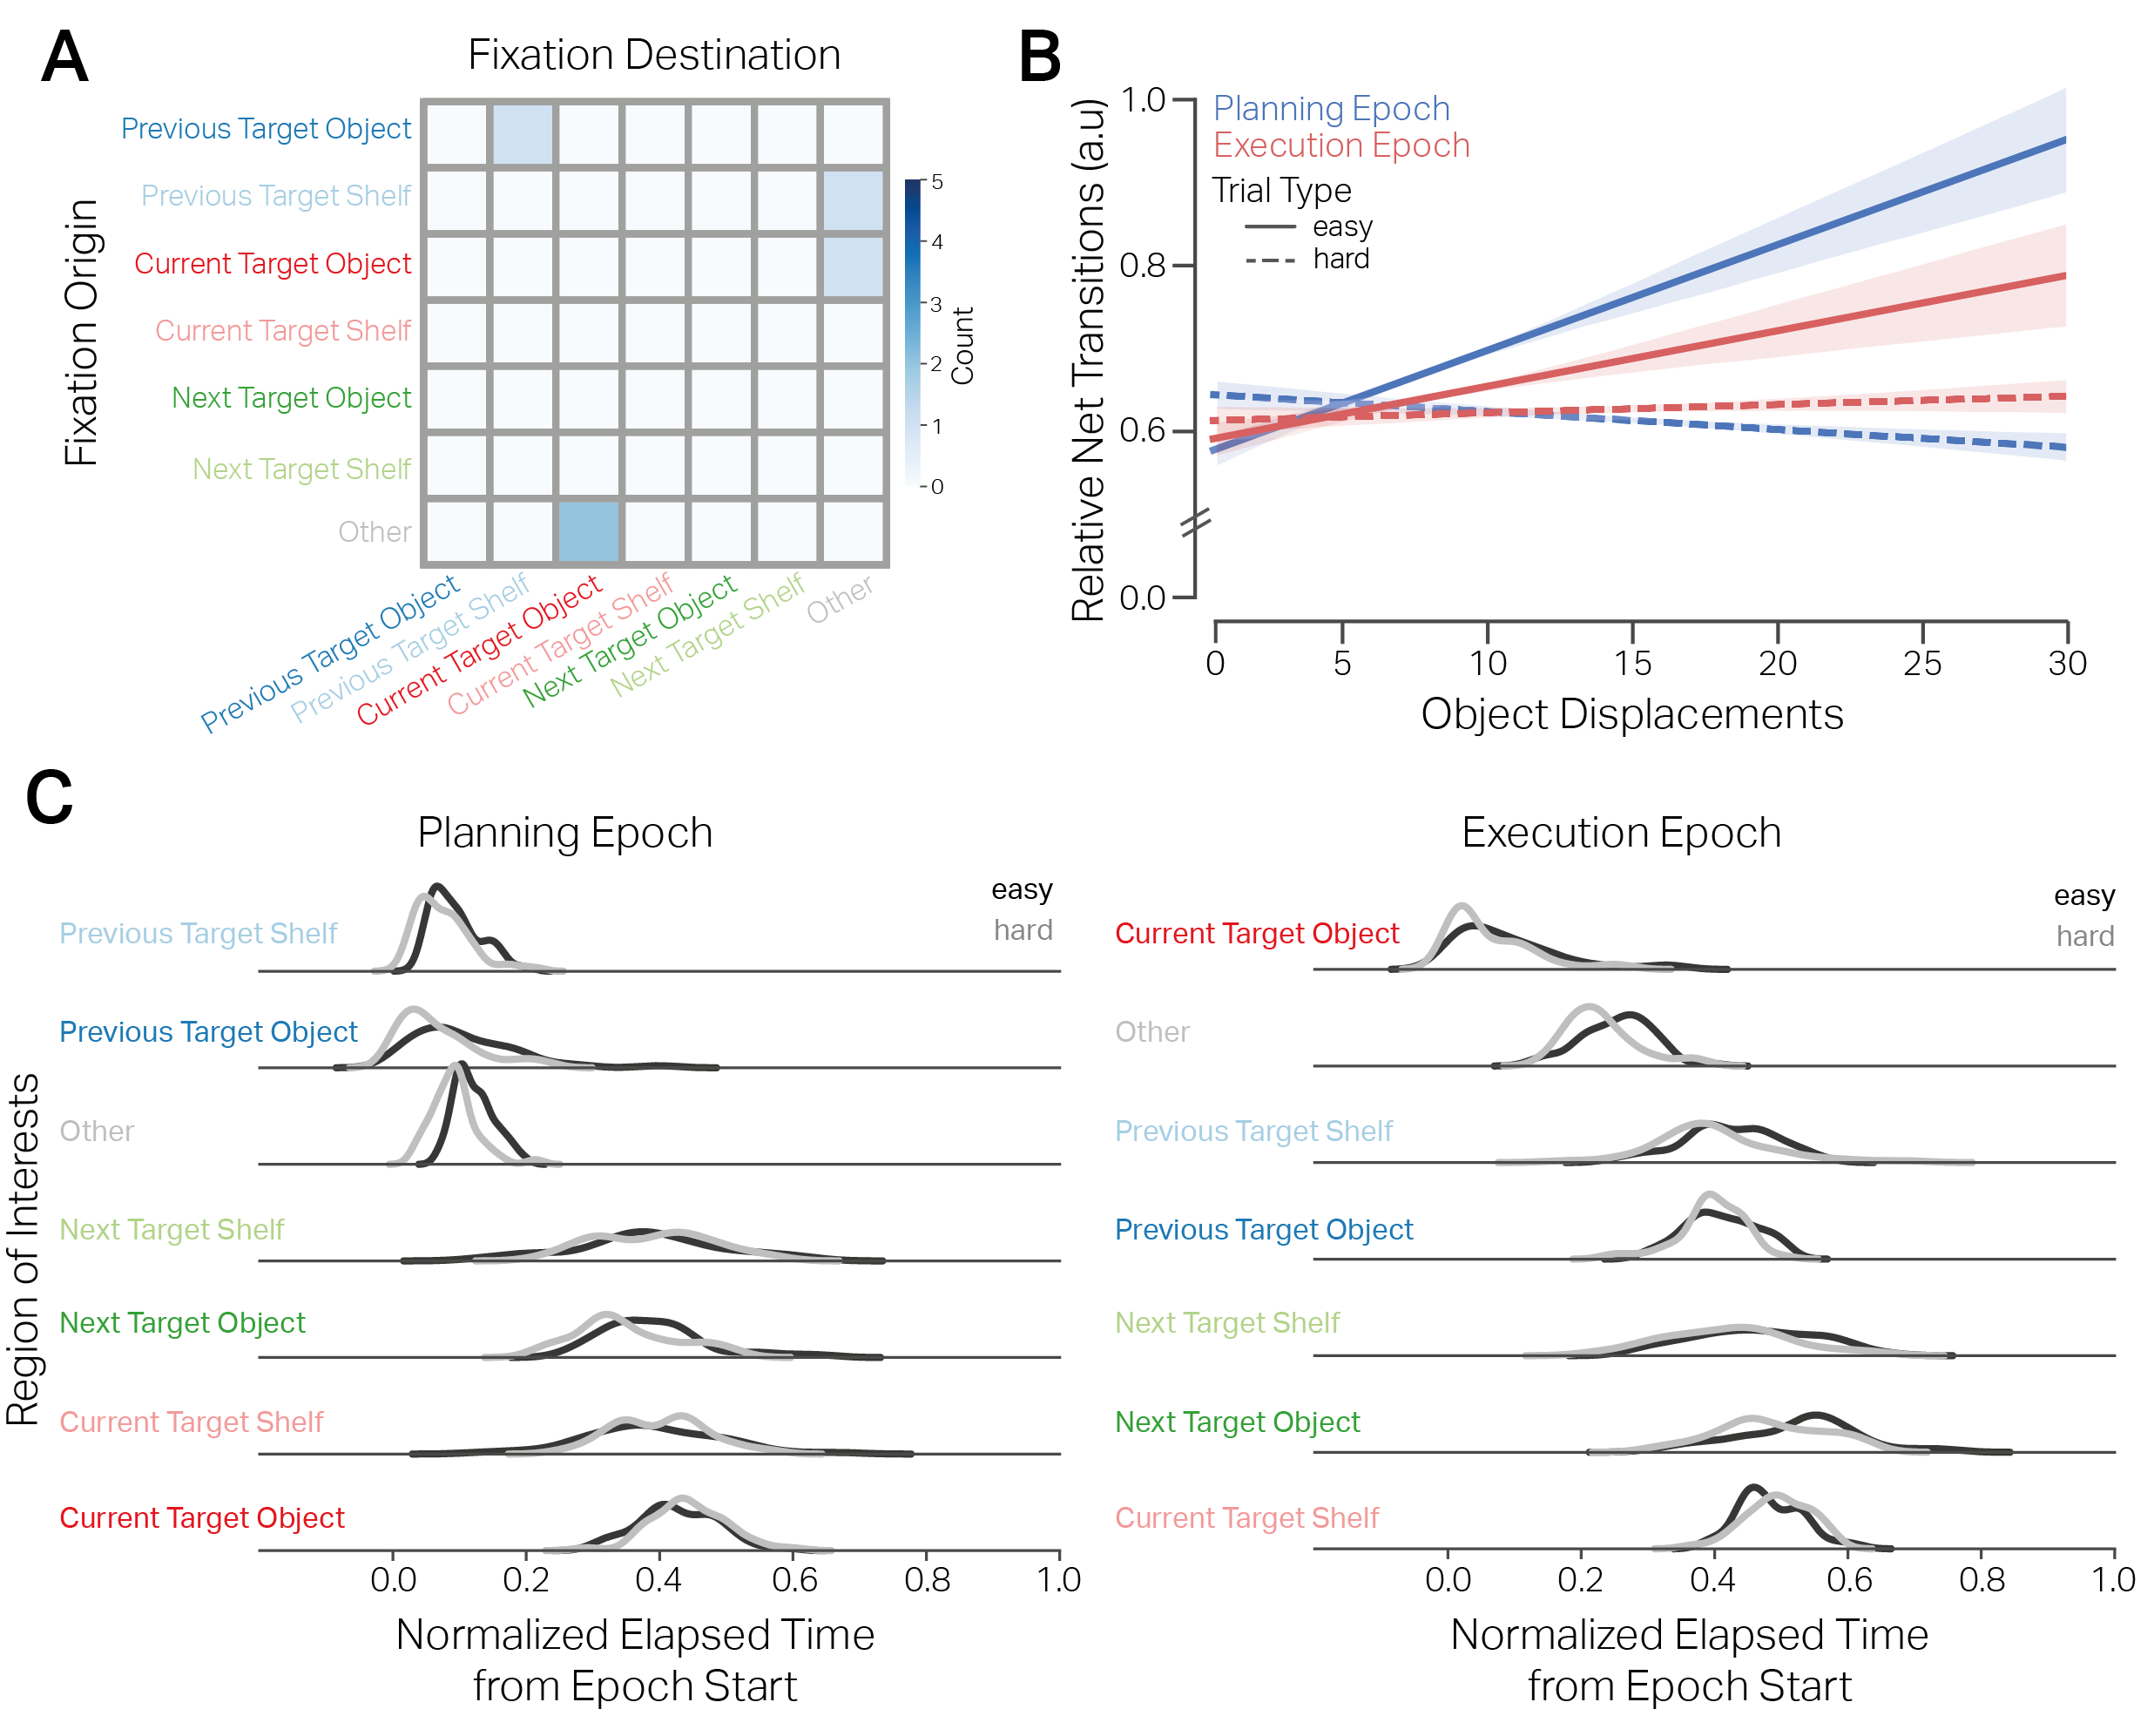 A
Fixation Destination
Fixation Origin
Previous Target Object
Previous Target Shelf
Current Target Object
Current Target Shelf
Next Target Object
Next Target Shelf
Other
Previous Target Object
Previous Target Shelf
Current Target Object
Current Target Shelf
Next Target Object
Next Target Shelf
Other
5
4
3
2
1
0
Count
B
Relative Net Transitions (a.u)
1.0
0.8
0.6
0.0
Planning Epoch
Execution Epoch
Trial Type
easy
hard
0 5 10 15 20 25 30
Object Displacements
C
Region of Interests
Planning Epoch
easy
hard
Previous Target Shelf
Previous Target Object
Other
Next Target Shelf
Next Target Object
Current Target Shelf
Current Target Object
0.0 0.2 0.4 0.6 0.8 1.0
Normalized Elapsed Time
from Epoch Start
Execution Epoch
easy
hard
Current Target Object
Other
Previous Target Shelf
Previous Target Object
Next Target Shelf
Next Target Object
Current Target Shelf
0.0 0.2 0.4 0.6 0.8 1.0
Normalized Elapsed Time
from Epoch Start